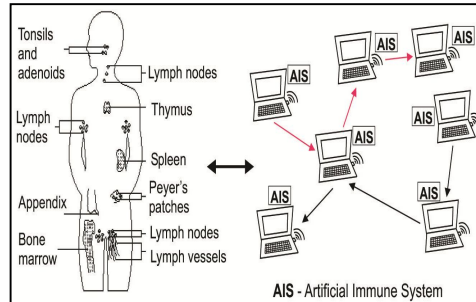 Tonsils
and
adenoids
Lymph nodes
Thymus
Lymph
nodes
Spleen
Peyer's
patches
Appendix
Bone
marrow
Lymph nodes
Lymph vessels
AIS
AIS
AIS
AIS
AIS
AIS
AIS
AIS - Artificial Immune System